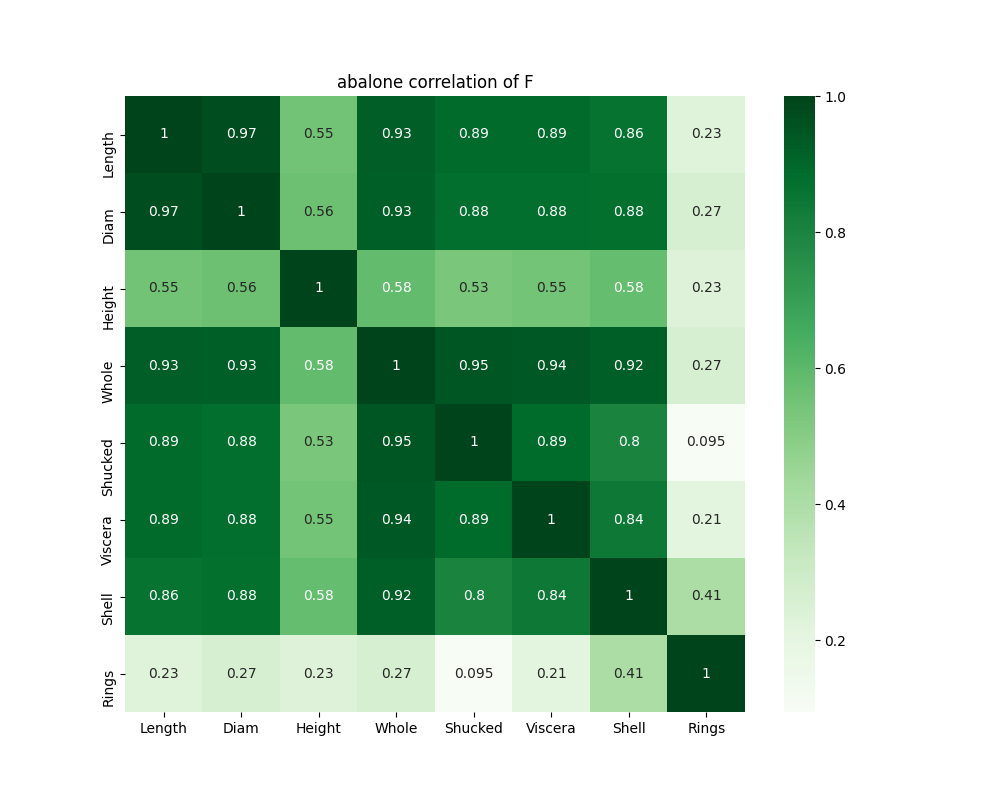 abalone correlation of F
Length 1 0.97 0.55 0.93 0.89 0.89 0.86 0.23
Diam 0.97 1 0.56 0.93 0.88 0.88 0.88 0.27
Height 0.55 0.56 1 0.58 0.53 0.55 0.58 0.23
Whole 0.93 0.93 0.58 1 0.95 0.94 0.92 0.27
Shucked 0.89 0.88 0.53 0.95 1 0.89 0.8 0.095
Viscera 0.89 0.88 0.55 0.94 0.89 1 0.84 0.21
Shell 0.86 0.88 0.58 0.92 0.8 0.84 1 0.41
Rings 0.23 0.27 0.23 0.27 0.095 0.21 0.41 1
Length Diam Height Whole Shucked Viscera Shell Rings
1.0
0.8
0.6
0.4
0.2